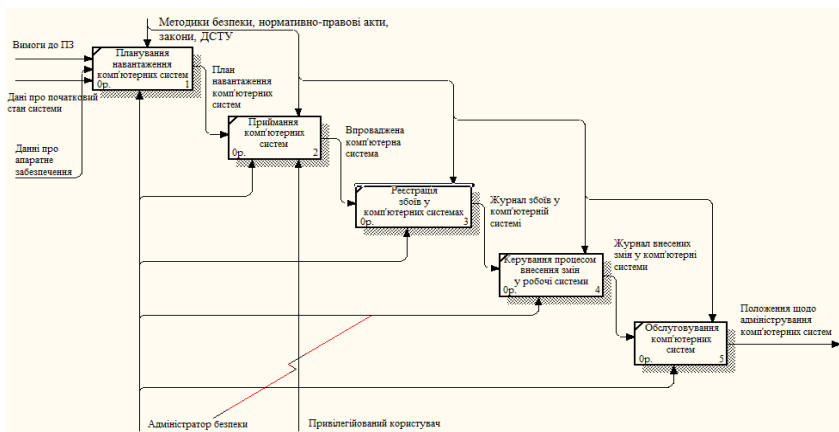 Методики безпеки, нормативно-правові акти,
закони, ДСТУ
Вимоги до ПЗ
Планування
навантаження
комп'ютерних систем
0р. 1
План
навантаження
комп'ютерних
систем
Дані про початковий
стан системи
Данні про
апаратне
забезпечення
Приймання
комп'ютерних
систем
0р. 2
Впроваджена
комп'ютерна
система
Реєстрація
збоїв у
комп'ютерних системах
0р. 3
Журнал збоїв у
комп'ютерній
системі
Керування процесом
внесення змін
у робочі системи
0р. 4
Журнал внесених
змін у комп'ютерні
системи
Обслуговування
комп'ютерних
систем
0р. 5
Положення щодо
адміністрування
комп'ютерних систем
Адміністратор безпеки
Привілегійований користувач